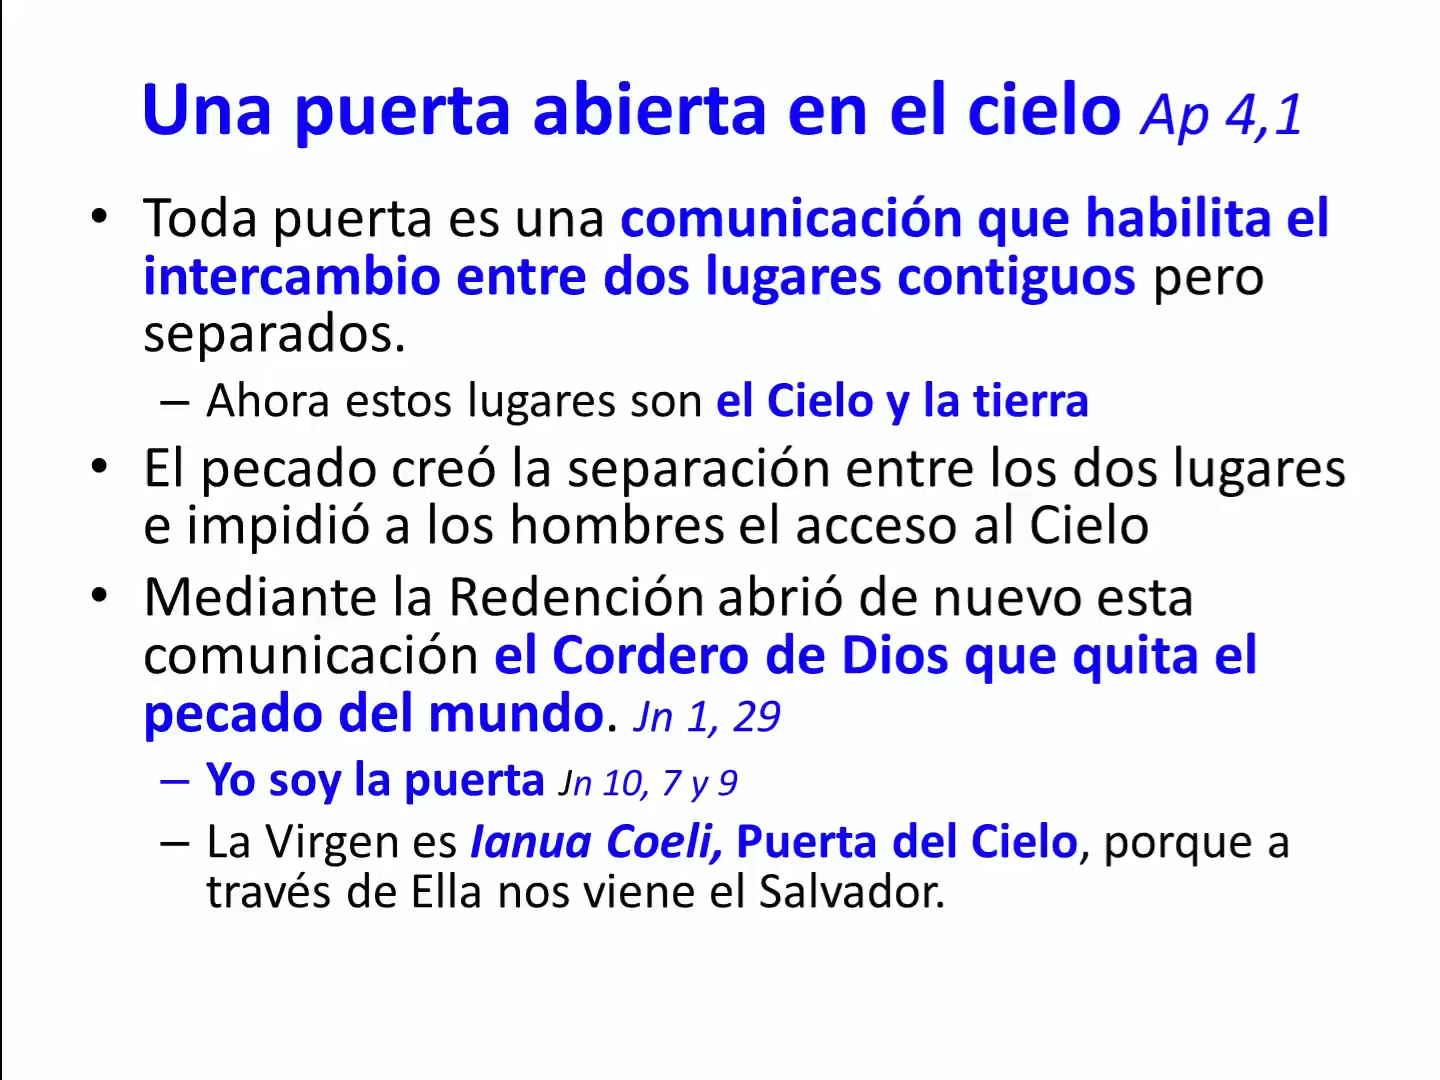 Una puerta abierta en el cielo Ap 4,1
• Toda puerta es una comunicación que habilita el
intercambio entre dos lugares contiguos pero
separados.
– Ahora estos lugares son el Cielo y la tierra
• El pecado creó la separación entre los dos lugares
e impidió a los hombres el acceso al Cielo
• Mediante la Redención abrió de nuevo esta
comunicación el Cordero de Dios que quita el
pecado del mundo. Jn 1, 29
– Yo soy la puerta Jn 10, 7 y 9
– La Virgen es Ianua Coeli, Puerta del Cielo, porque a
través de Ella nos viene el Salvador.